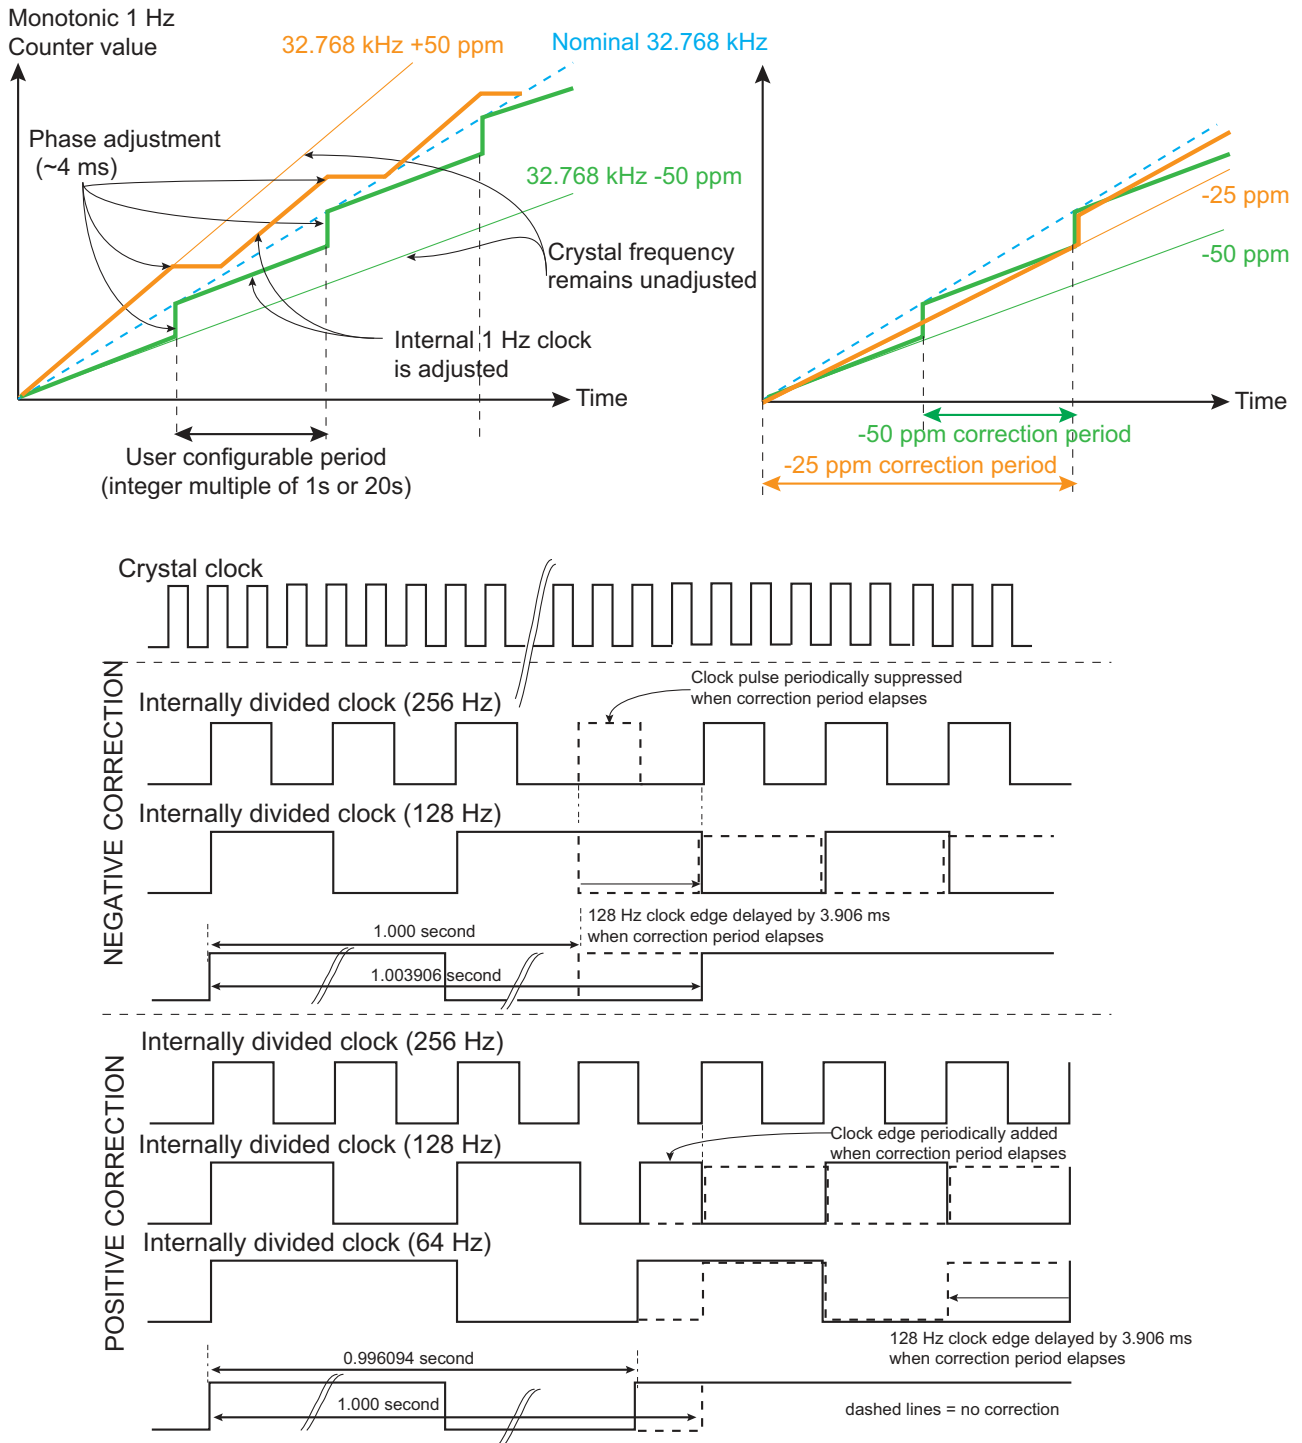 Monotonic 1 Hz
Counter value
32.768 kHz +50 ppm
Nominal 32.768 kHz
Phase adjustment
(~4 ms)
32.768 kHz -50 ppm
Crystal frequency
remains unadjusted
Internal 1 Hz clock
is adjusted
Time
User configurable period
(integer multiple of 1s or 20s)
-25 ppm
-50 ppm
Time
-50 ppm correction period
-25 ppm correction period
Crystal clock
NEGATIVE CORRECTION
Clock pulse periodically suppressed
when correction period elapses
Internally divided clock (256 Hz)
Internally divided clock (128 Hz)
128 Hz clock edge delayed by 3.906 ms
when correction period elapses
1.000 second
1.003906 second
POSITIVE CORRECTION
Internally divided clock (256 Hz)
Internally divided clock (128 Hz)
Clock edge periodically added
when correction period elapses
Internally divided clock (64 Hz)
128 Hz clock edge delayed by 3.906 ms
when correction period elapses
0.996094 second
1.000 second
dashed lines = no correction